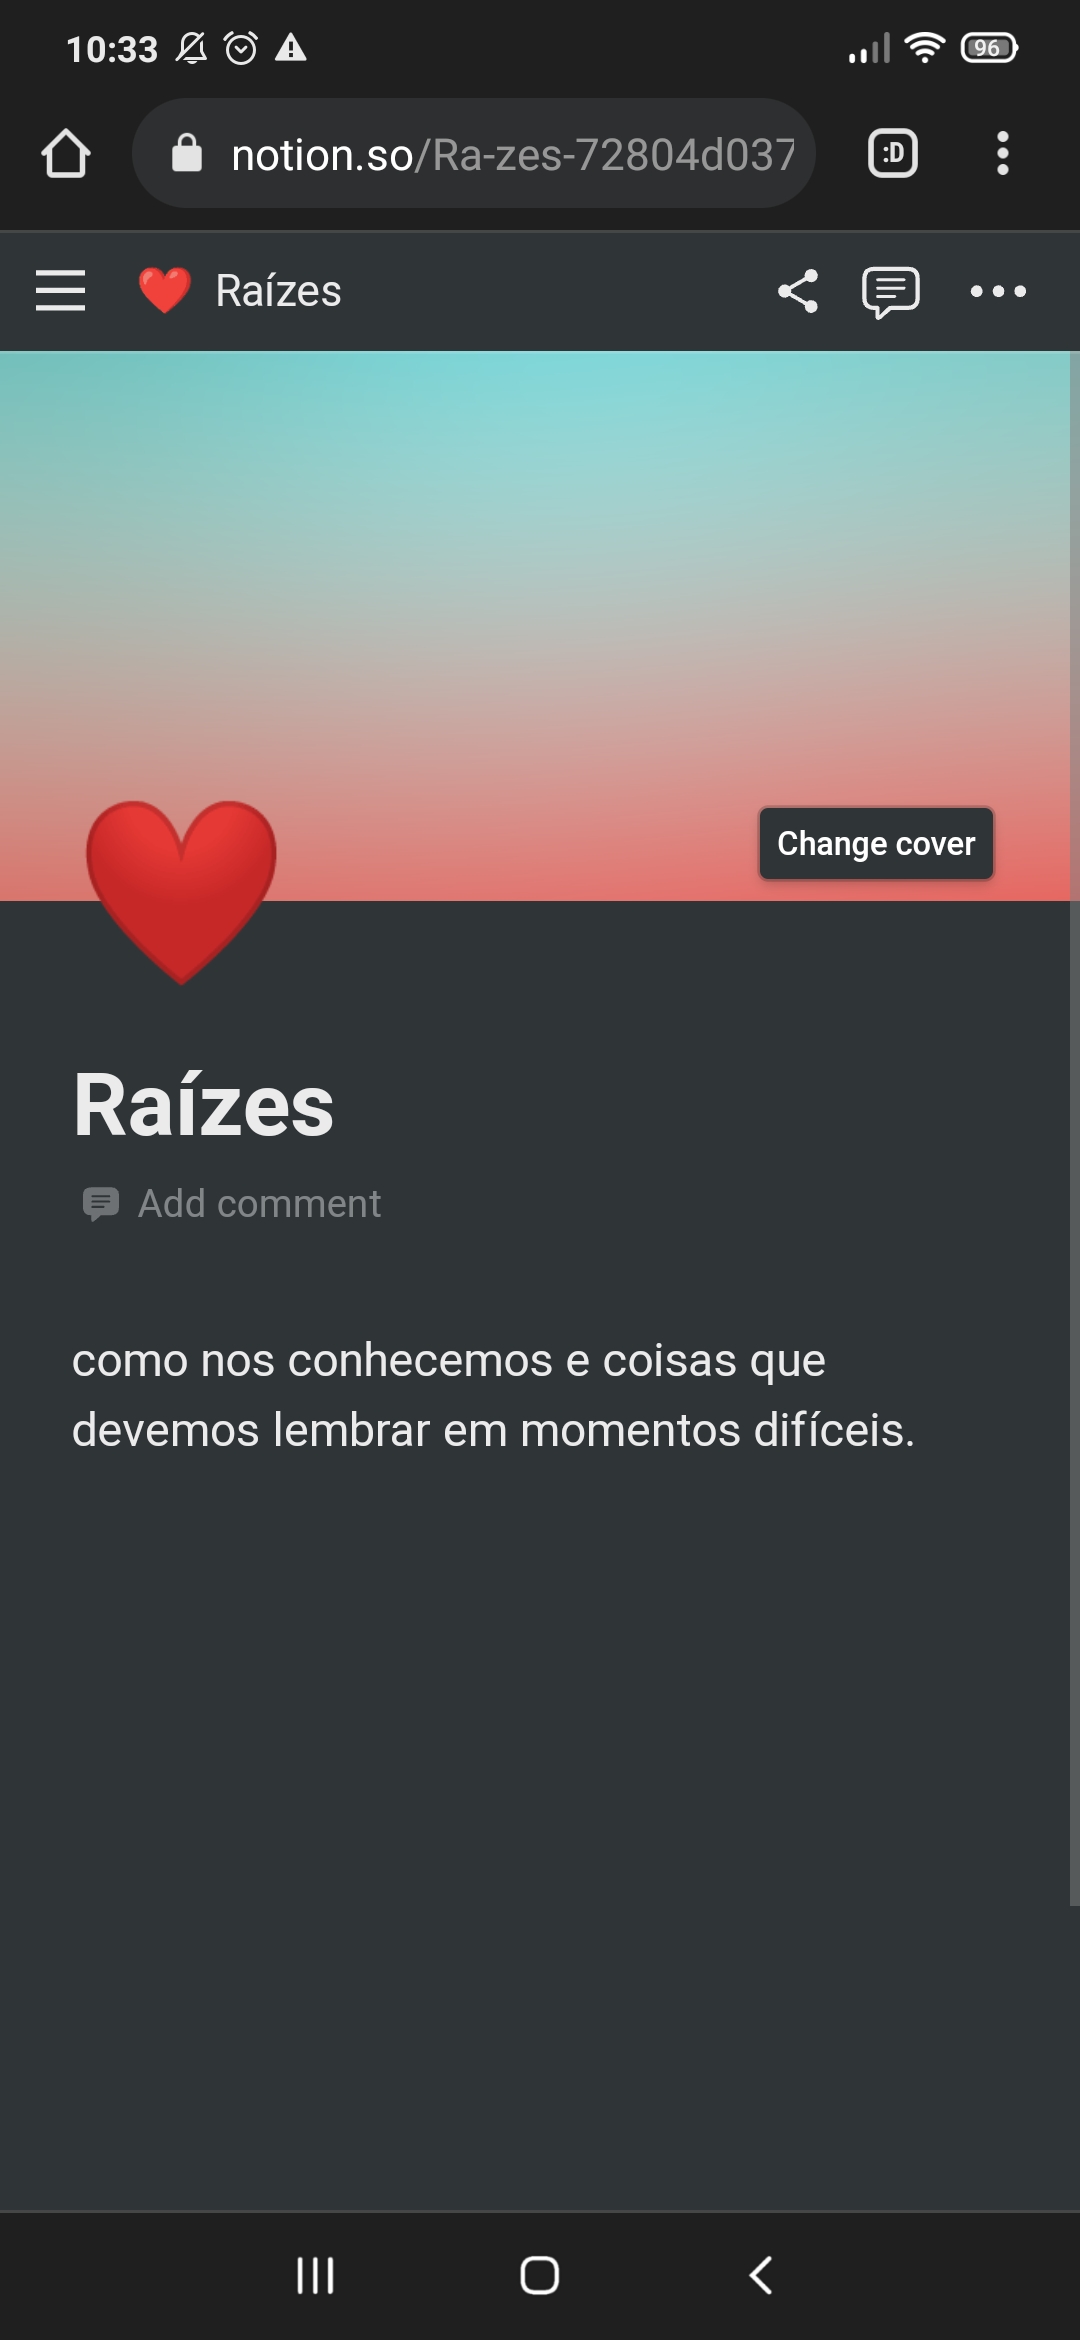 10:33
96
notion.so/Ra-zes-72804d037
:D
Raízes
Change cover
Raízes
Add comment
como nos conhecemos e coisas que
devemos lembrar em momentos difíceis.